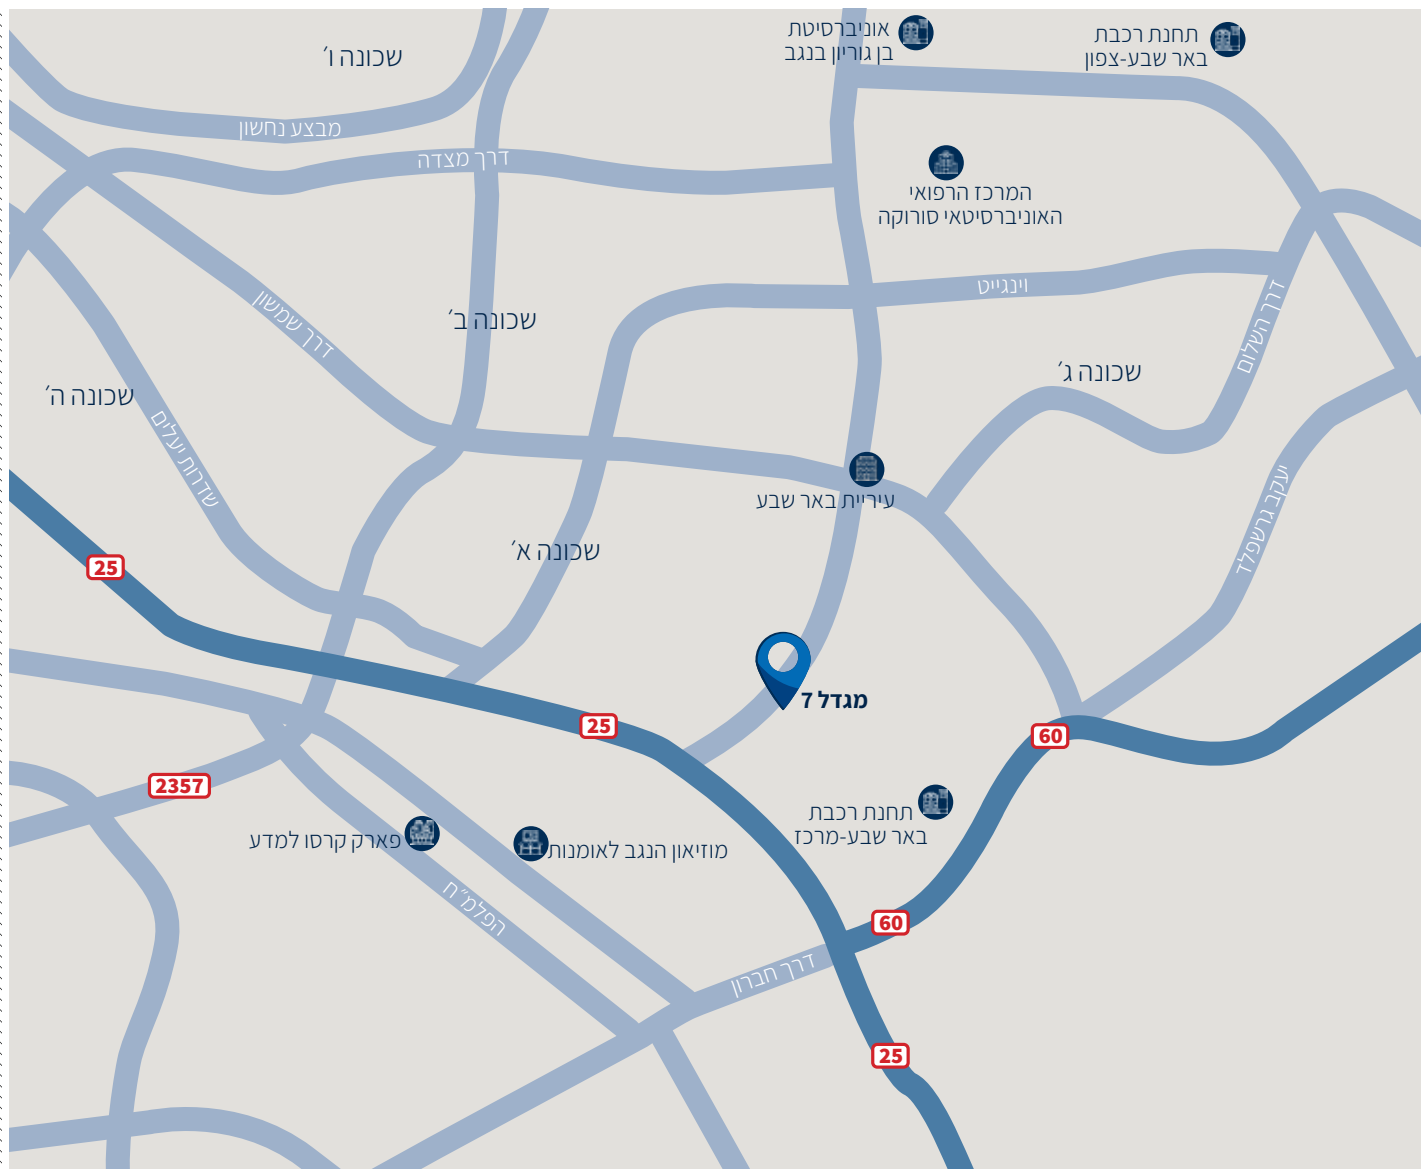 אוניברסיטת
בן גוריון בנגב
תחנת רכבת
באר שבע-צפון
שכונה ו׳
מבצע נחשון
דרך מצדה
המרכז הרפואי
האוניברסיטאי סורוקה
וינגייט
דרך השלום
דרך שמשון
שכונה ב׳
שכונה ג׳
שכונה ה׳
שדרות יעלים
עיריית באר שבע
יעקב גרשפלד
שכונה א׳
25
מגדל 7
25
60
2357
תחנת רכבת
באר שבע-מרכז
פארק קרסו למדע
מוזיאון הנגב לאומנות
הפלמ״ח
60
דרך חברון
25